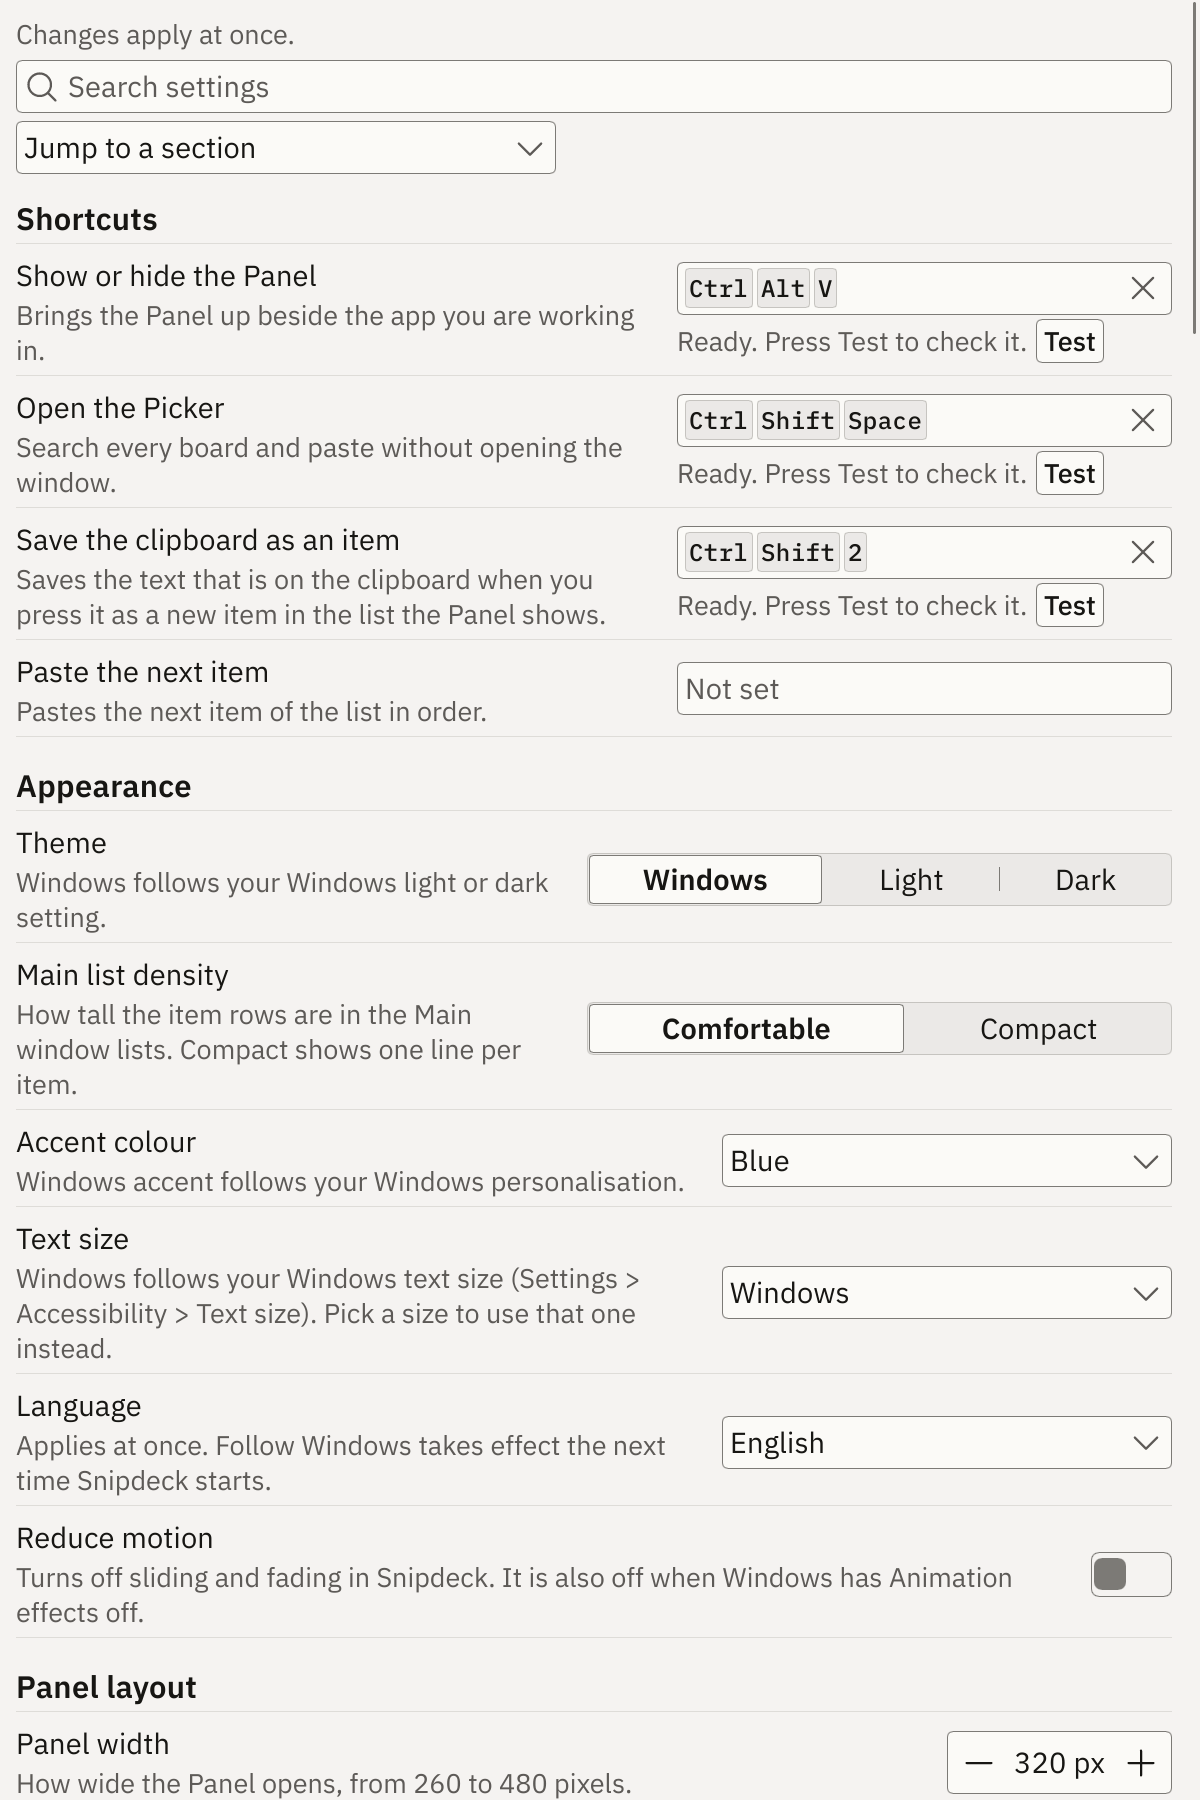 Changes apply at once.
Search settings
Jump to a section
Shortcuts
Show or hide the Panel
Brings the Panel up beside the app you are working
in.
Ctrl Alt V
Ready. Press Test to check it. Test
Open the Picker
Search every board and paste without opening the
window.
Ctrl Shift Space
Ready. Press Test to check it. Test
Save the clipboard as an item
Saves the text that is on the clipboard when you
press it as a new item in the list the Panel shows.
Ctrl Shift 2
Ready. Press Test to check it. Test
Paste the next item
Pastes the next item of the list in order.
Not set
Appearance
Theme
Windows follows your Windows light or dark
setting.
Windows Light Dark
Main list density
How tall the item rows are in the Main
window lists. Compact shows one line per
item.
Comfortable Compact
Accent colour
Windows accent follows your Windows personalisation.
Blue
Text size
Windows follows your Windows text size (Settings >
Accessibility > Text size). Pick a size to use that one
instead.
Windows
Language
Applies at once. Follow Windows takes effect the next
time Snipdeck starts.
English
Reduce motion
Turns off sliding and fading in Snipdeck. It is also off when Windows has Animation
effects off.
Panel layout
Panel width
How wide the Panel opens, from 260 to 480 pixels.
320 px